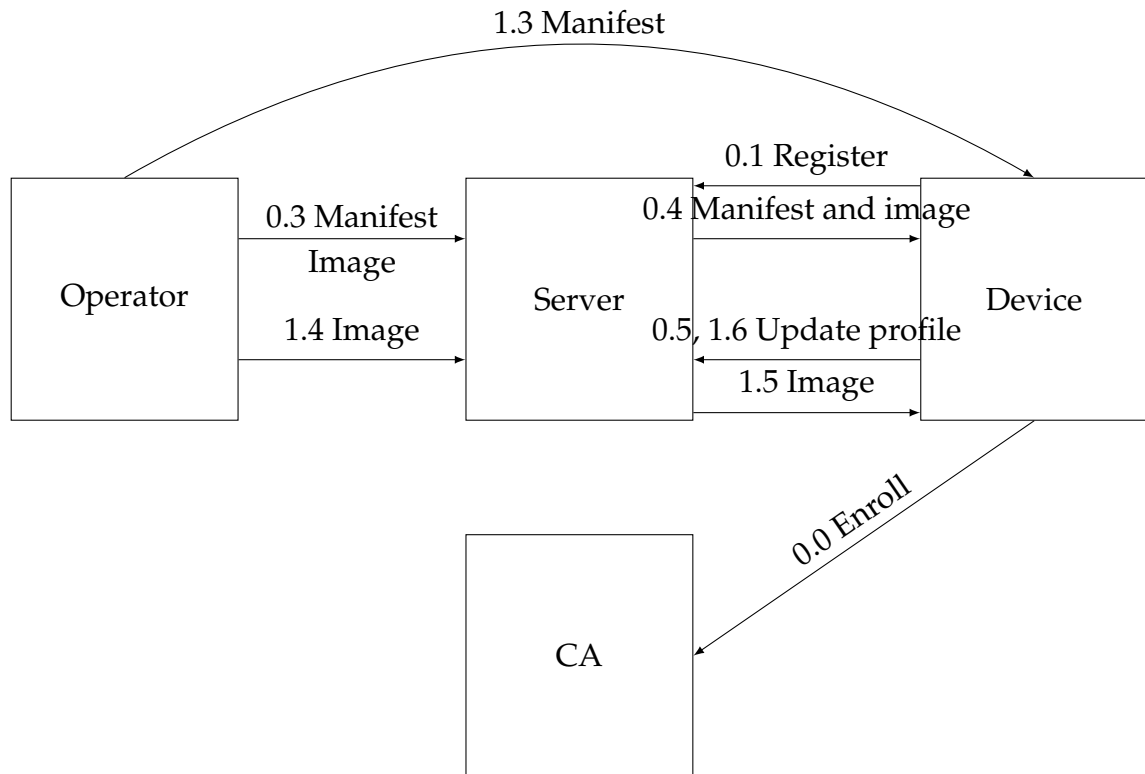 1.3 Manifest
0.1 Register
0.3 Manifest
Image
0.4 Manifest and image
Operator
Server
Device
1.4 Image
0.5, 1.6 Update profile
1.5 Image
0.0 Enroll
CA